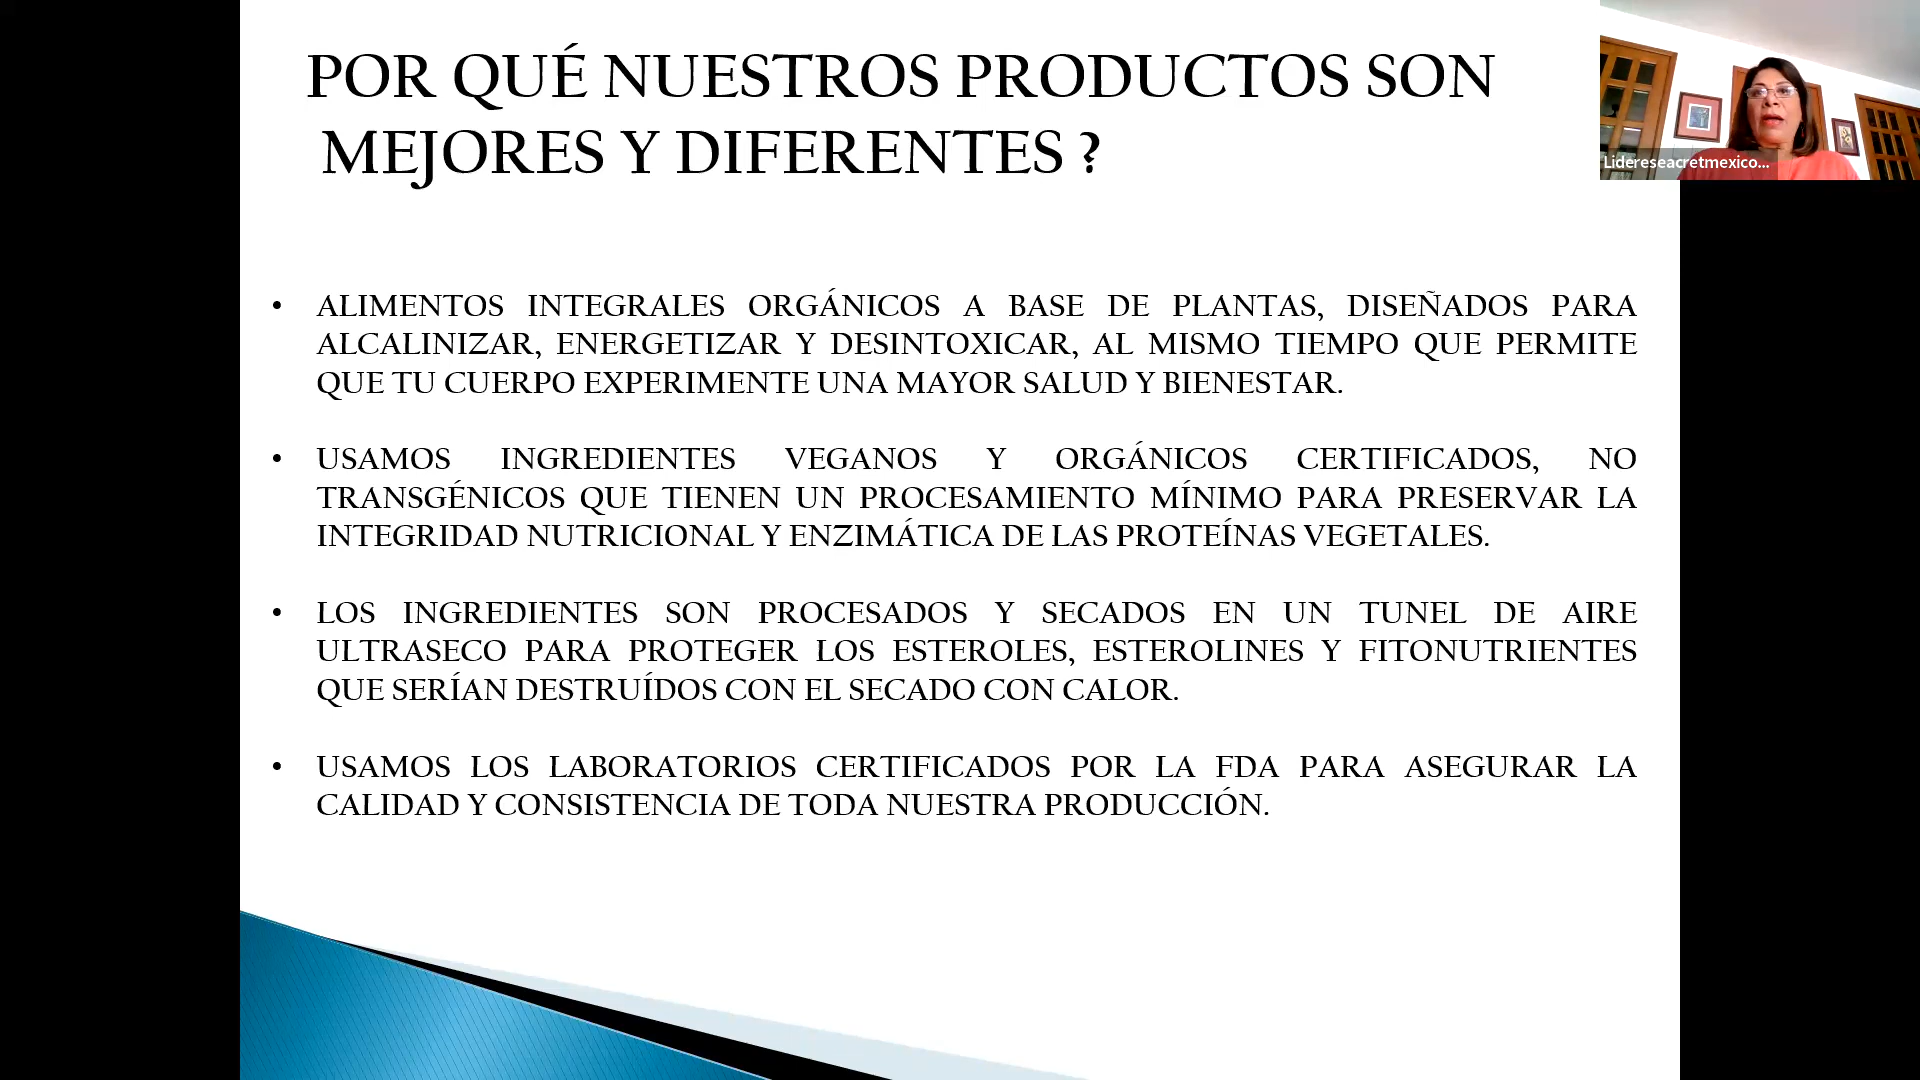 POR QUÉ NUESTROS PRODUCTOS SON
MEJORES Y DIFERENTES ?
Lidereseacretmexico...
• ALIMENTOS INTEGRALES ORGÁNICOS A BASE DE PLANTAS, DISEÑADOS PARA
ALCALINIZAR, ENERGETIZAR Y DESINTOXICAR, AL MISMO TIEMPO QUE PERMITE
QUE TU CUERPO EXPERIMENTE UNA MAYOR SALUD Y BIENESTAR.
• USAMOS INGREDIENTES VEGANOS Y ORGÁNICOS CERTIFICADOS, NO
TRANSGÉNICOS QUE TIENEN UN PROCESAMIENTO MÍNIMO PARA PRESERVAR LA
INTEGRIDAD NUTRICIONAL Y ENZIMÁTICA DE LAS PROTEÍNAS VEGETALES.
• LOS INGREDIENTES SON PROCESADOS Y SECADOS EN UN TUNEL DE AIRE
ULTRASECO PARA PROTEGER LOS ESTEROLES, ESTEROLINES Y FITONUTRIENTES
QUE SERÍAN DESTRUÍDOS CON EL SECADO CON CALOR.
• USAMOS LOS LABORATORIOS CERTIFICADOS POR LA FDA PARA ASEGURAR LA
CALIDAD Y CONSISTENCIA DE TODA NUESTRA PRODUCCIÓN.